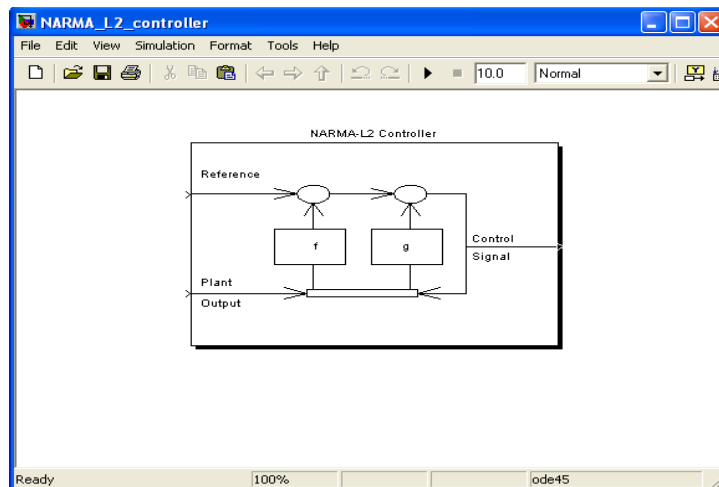 NARMA_L2_controller
File Edit View Simulation Format Tools Help
10.0 Normal
NARMA-L2 Controller
Reference
f g
Control
Signal
Plant
Output
Ready 100% ode45